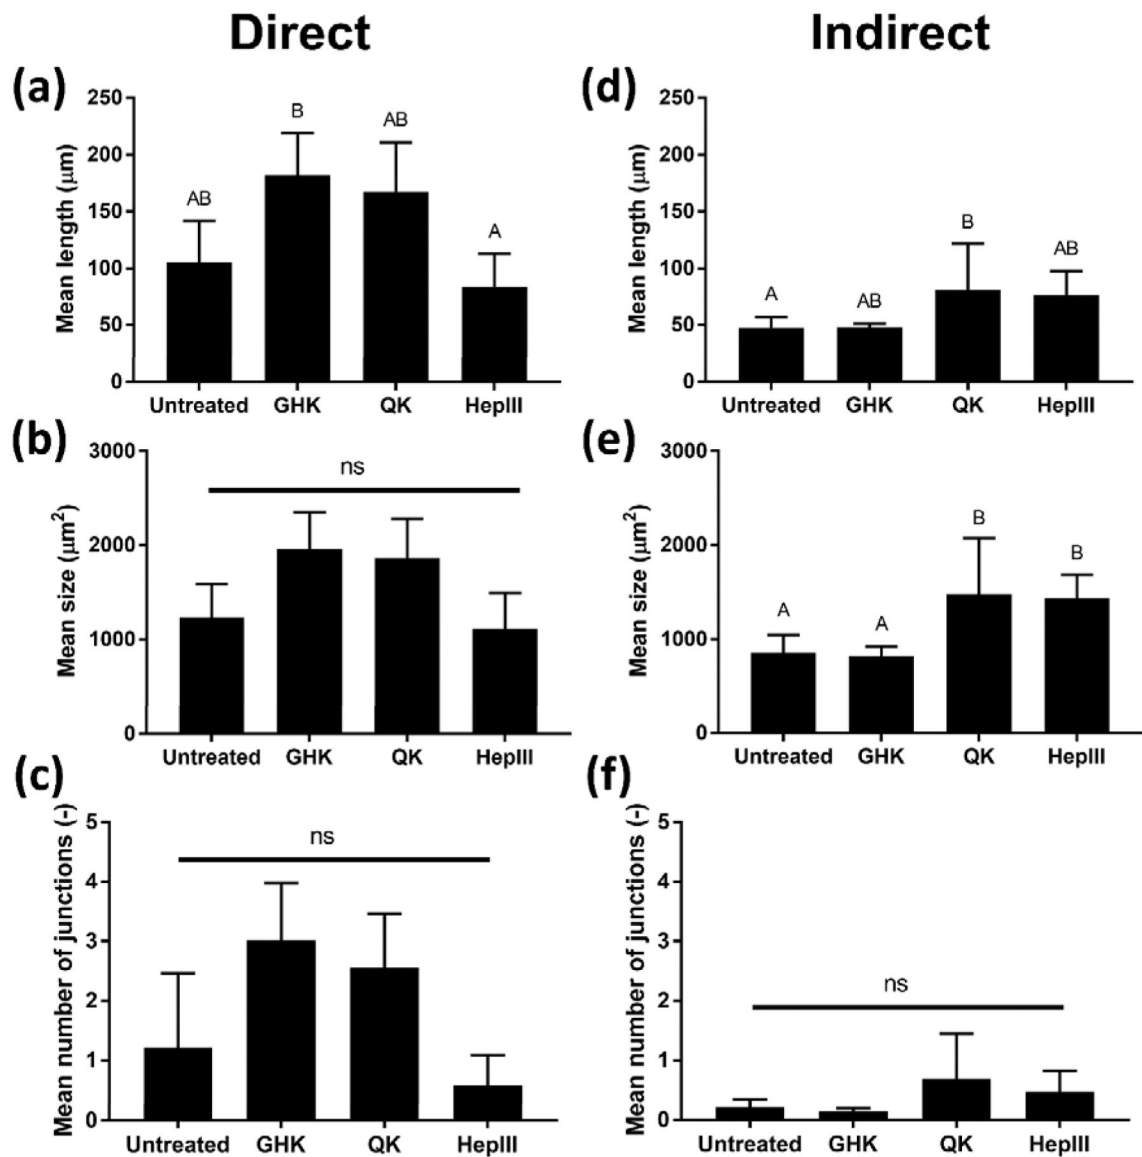 Direct
Indirect
(a)
Mean length (μm)
250
200
150
100
50
0
AB
B
AB
A
Untreated GHK QK HepIII
(d)
Mean length (μm)
250
200
150
100
50
0
A
AB
B
AB
Untreated GHK QK HepIII
(b)
Mean size (μm²)
3000
2000
1000
0
ns
Untreated GHK QK HepIII
(e)
Mean size (μm²)
3000
2000
1000
0
A
A
B
B
Untreated GHK QK HepIII
(c)
Mean number of junctions (-)
5
4
3
2
1
0
ns
Untreated GHK QK HepIII
(f)
Mean number of junctions (-)
5
4
3
2
1
0
ns
Untreated GHK QK HepIII